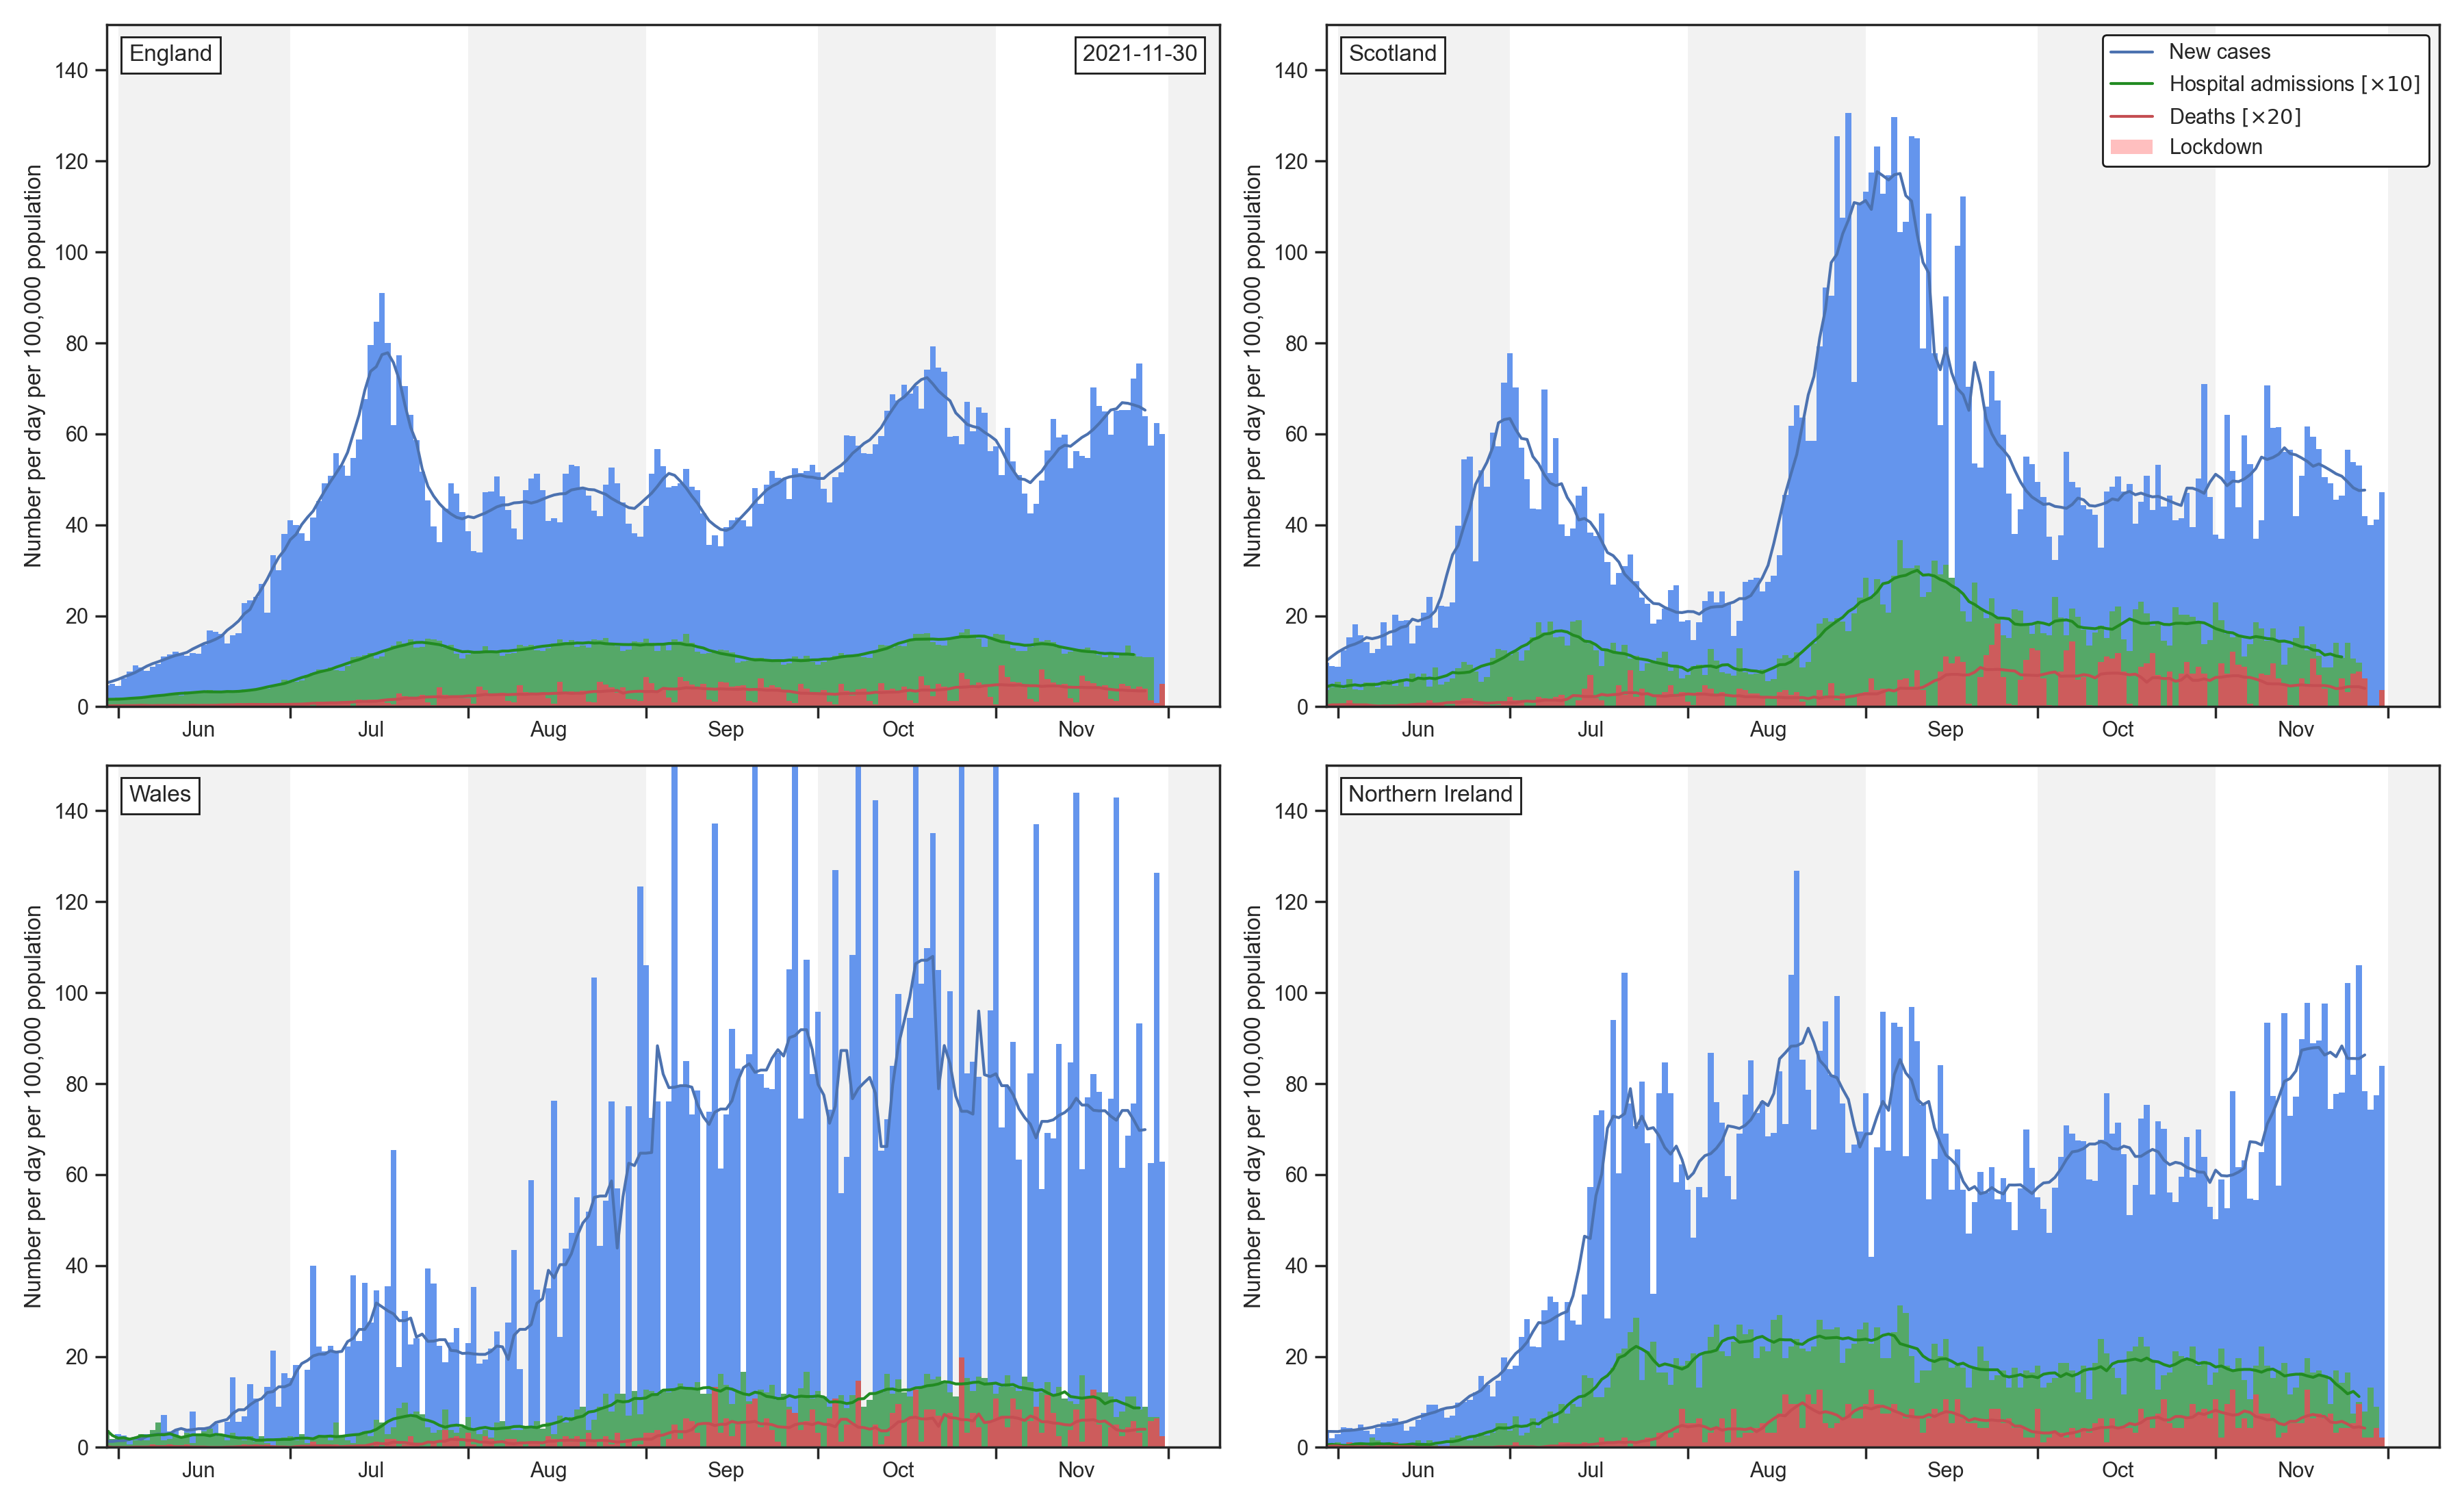 England
2021-11-30
Number per day per 100,000 population
140
120
100
80
60
40
20
0
Jun Jul Aug Sep Oct Nov
Scotland
New cases
Hospital admissions [×10]
Deaths [×20]
Lockdown
Number per day per 100,000 population
140
120
100
80
60
40
20
0
Jun Jul Aug Sep Oct Nov
Wales
Number per day per 100,000 population
140
120
100
80
60
40
20
0
Jun Jul Aug Sep Oct Nov
Northern Ireland
Number per day per 100,000 population
140
120
100
80
60
40
20
0
Jun Jul Aug Sep Oct Nov